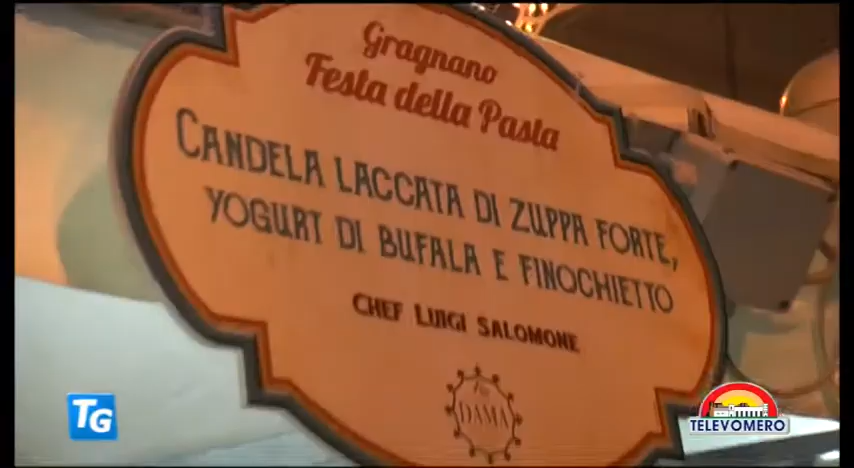 Gragnano
Festa della Pasta
CANDELA LACCATA DI ZUPPA FORTE,
YOGURT DI BUFALA E FINOCHIETTO
CHEF LUIGI SALOMONE
DAMA
TG
TELEVOMERO